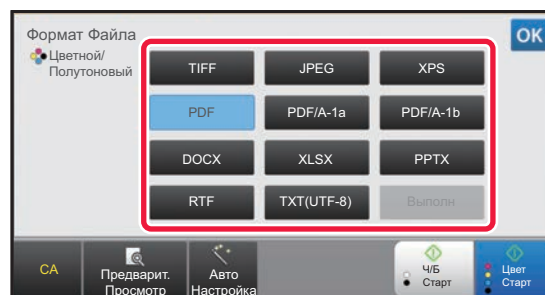 Формат Файла
OK
Цветной/
Полутоновый
TIFF JPEG XPS
PDF PDF/A-1a PDF/A-1b
DOCX XLSX PPTX
RTF TXT(UTF-8) Выполн
CA
Предварит.
Просмотр
Авто
Настройка
Ч/Б
Старт
Цвет
Старт